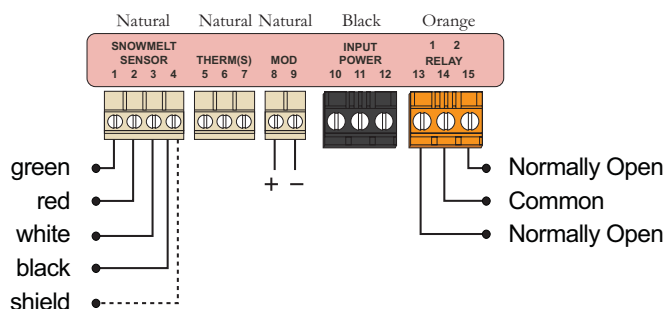 Natural Natural Natural Black Orange
SNOWMELT SENSOR THERM(S) MOD INPUT POWER 1 2 RELAY
1 2 3 4 5 6 7 8 9 10 11 12 13 14 15
+ –
green
red
white
black
shield
Normally Open
Common
Normally Open